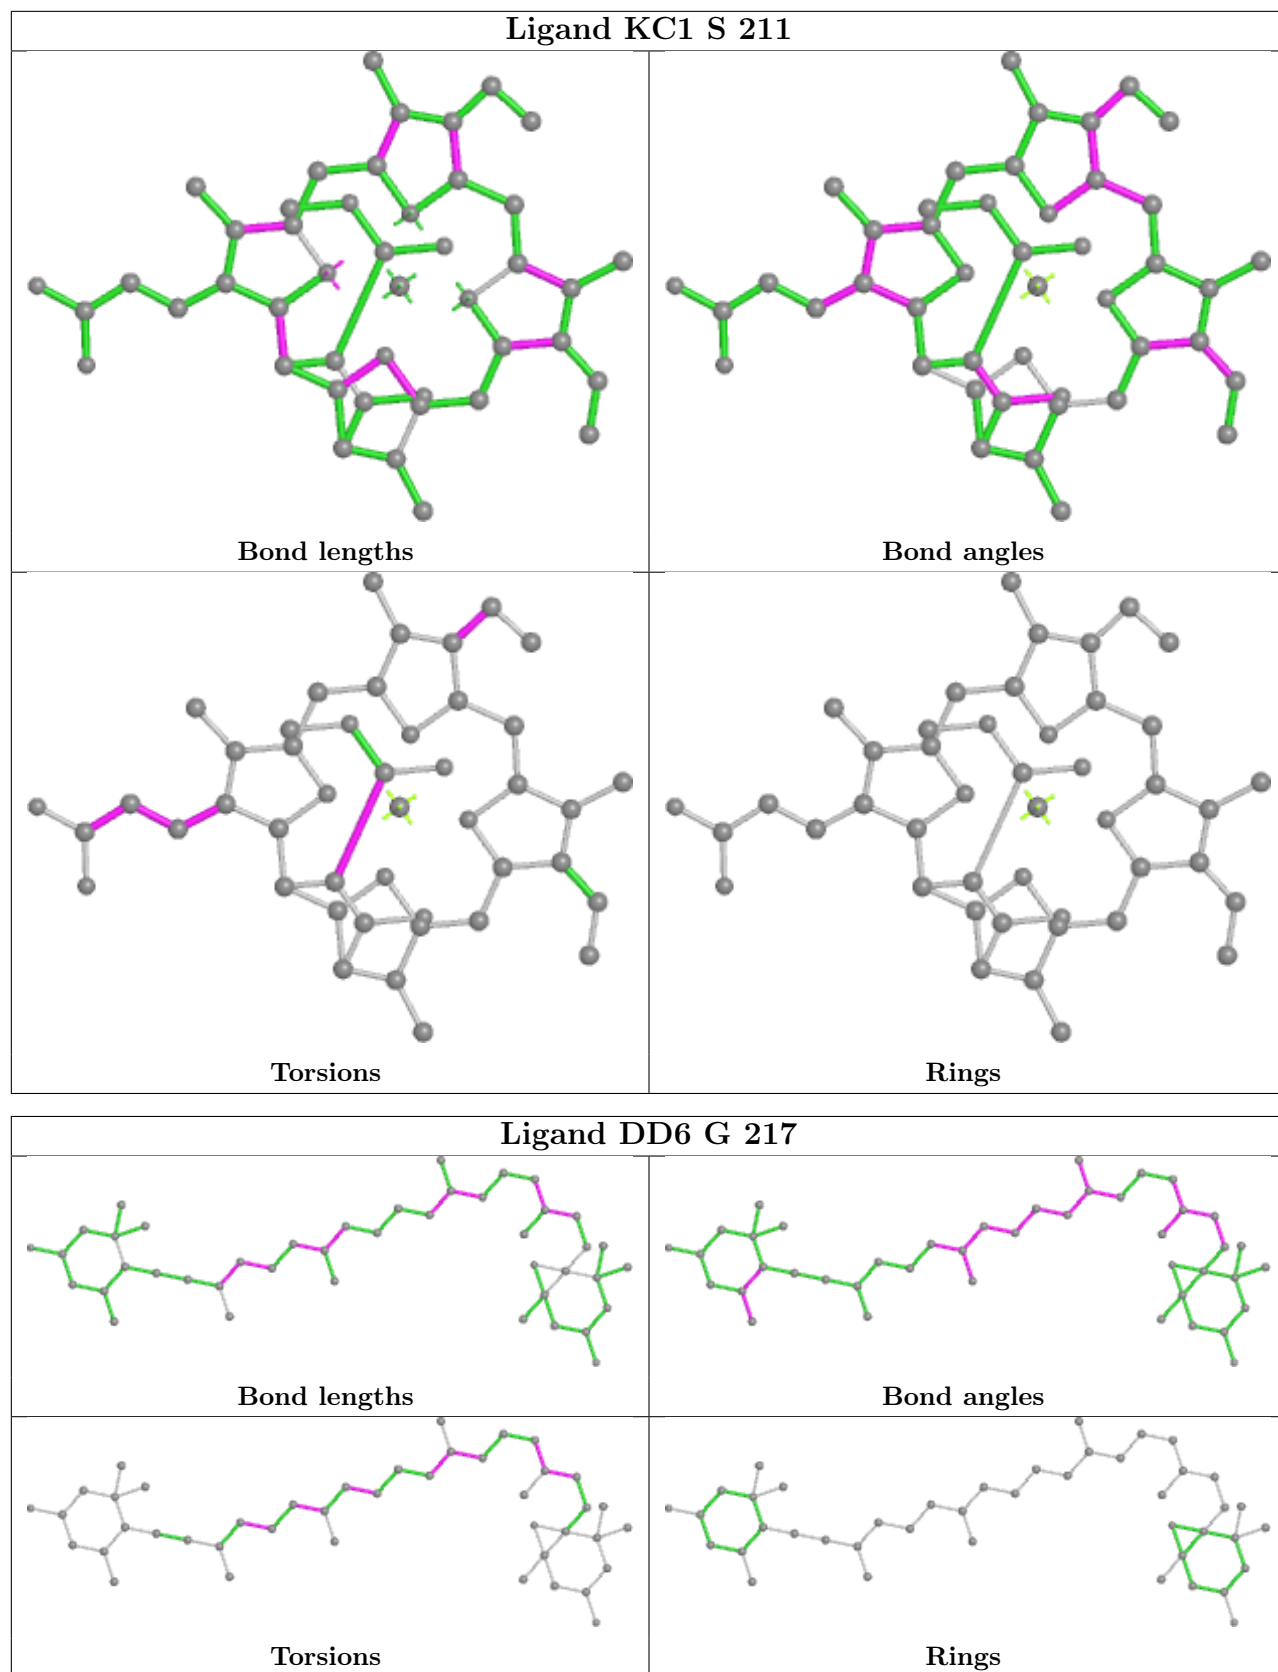 Ligand KC1 S 211
Bond lengths
Bond angles
Torsions
Rings
Ligand DD6 G 217
Bond lengths
Bond angles
Torsions
Rings